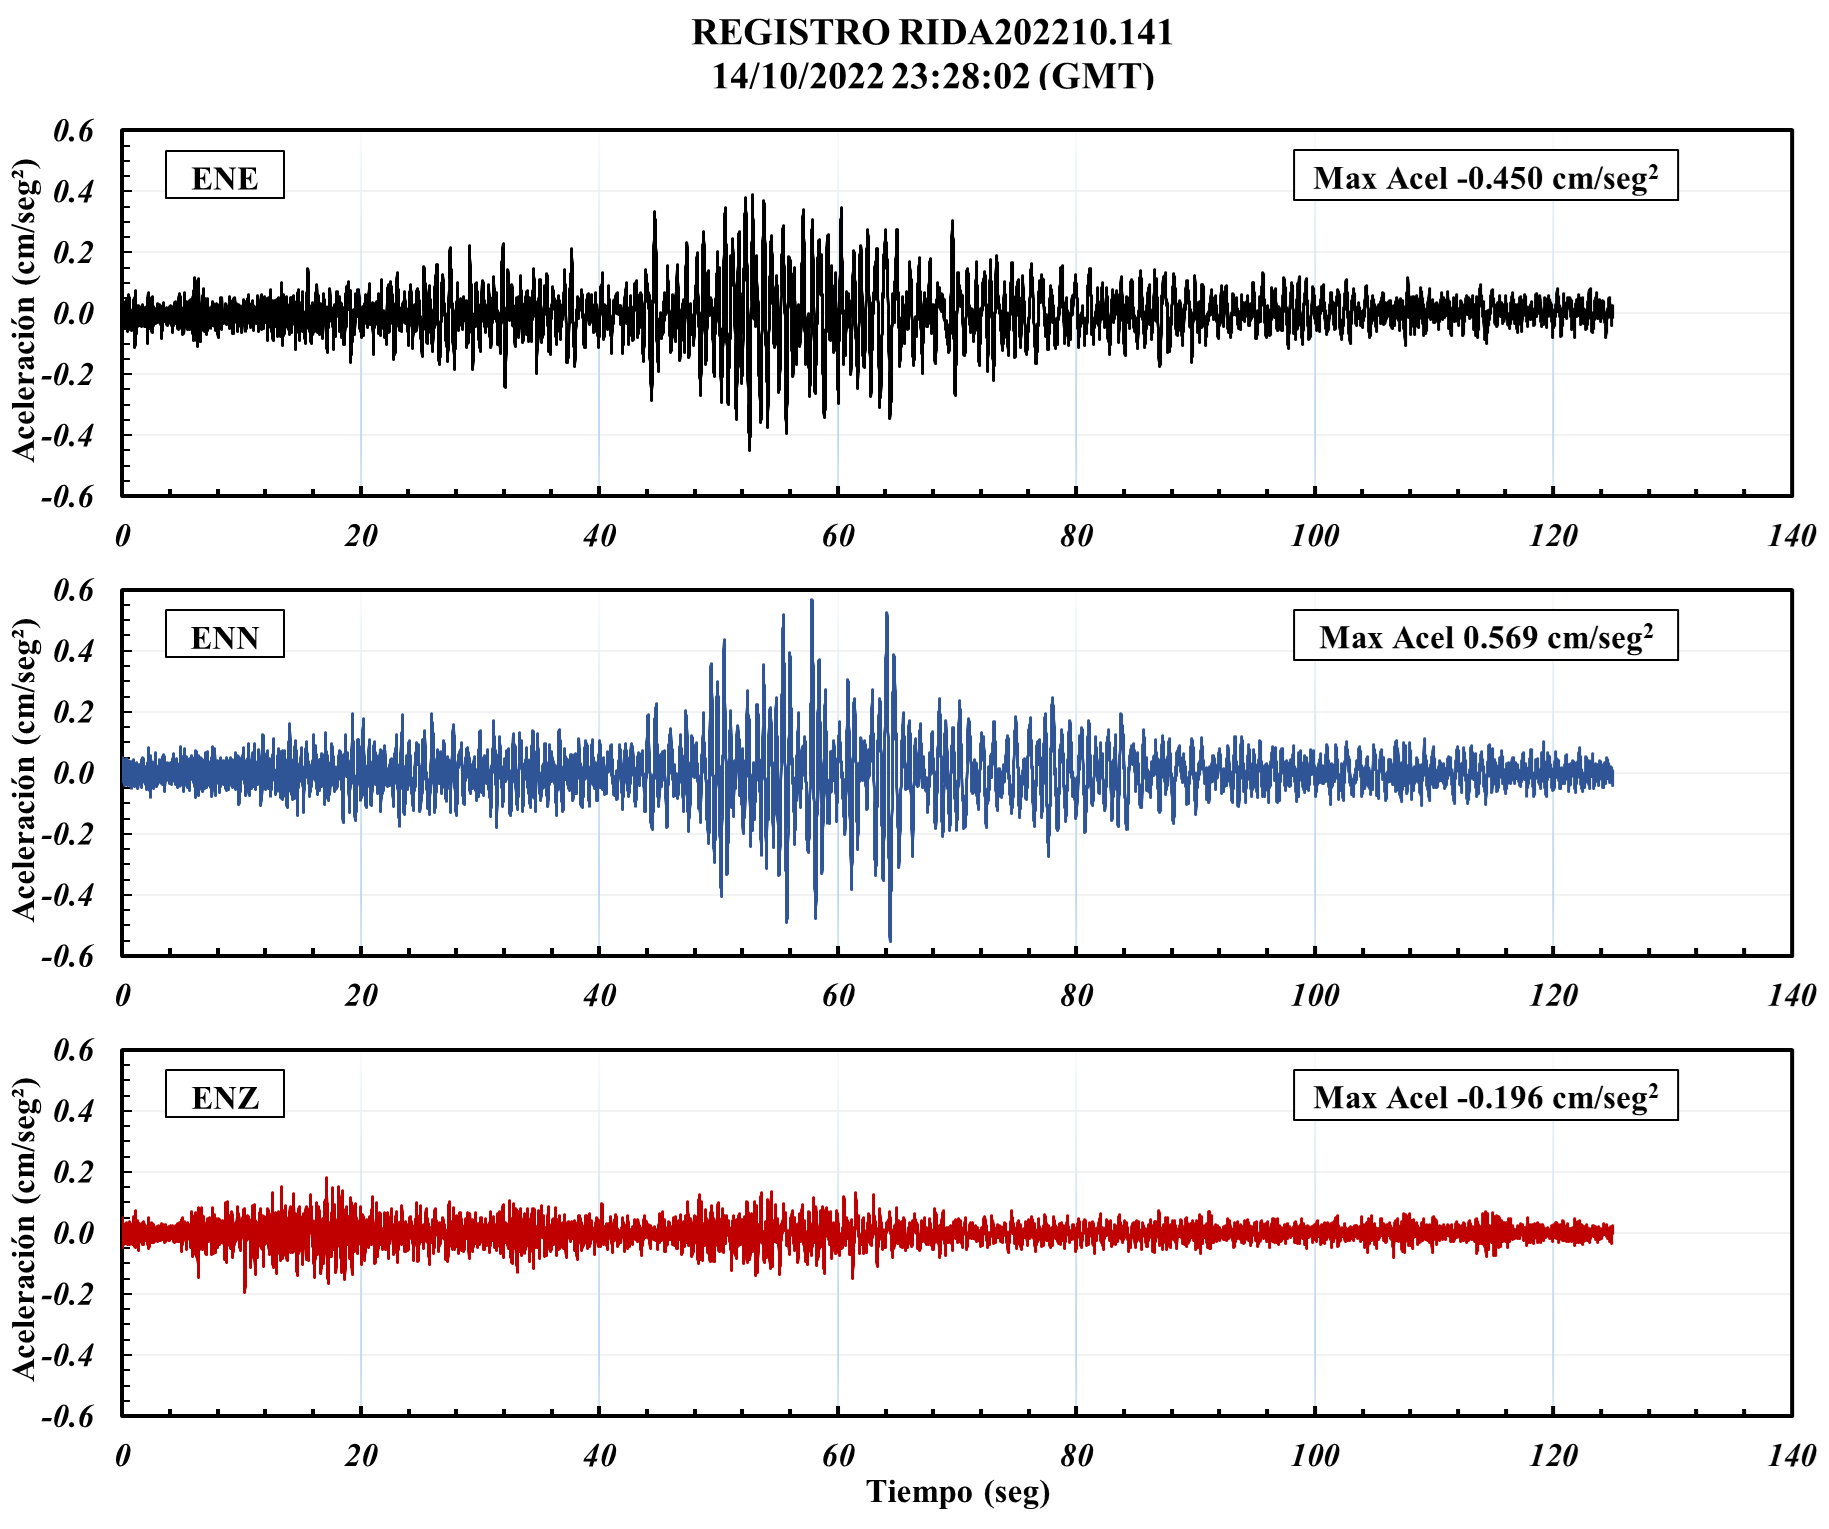 REGISTRO RIDA202210.141
14/10/2022 23:28:02 (GMT)
Aceleración (cm/seg²)
0.6
0.4
0.2
0.0
-0.2
-0.4
-0.6
ENE
Max Acel -0.450 cm/seg²
0 20 40 60 80 100 120 140
Aceleración (cm/seg²)
0.6
0.4
0.2
0.0
-0.2
-0.4
-0.6
ENN
Max Acel 0.569 cm/seg²
0 20 40 60 80 100 120 140
Aceleración (cm/seg²)
0.6
0.4
0.2
0.0
-0.2
-0.4
-0.6
ENZ
Max Acel -0.196 cm/seg²
0 20 40 60 80 100 120 140
Tiempo (seg)